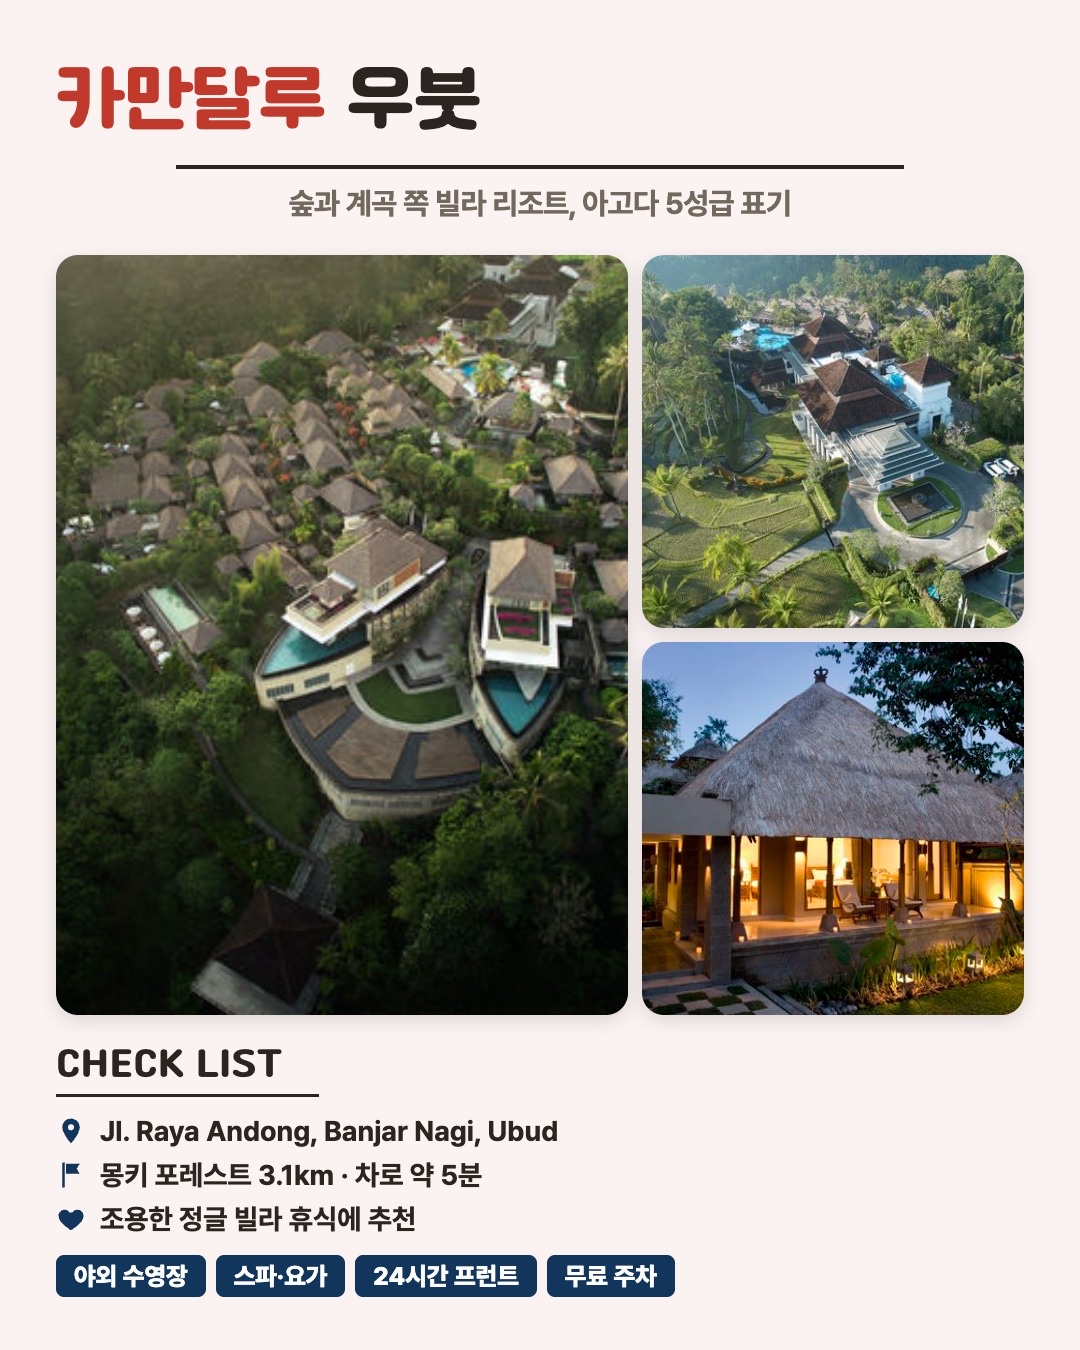 카만달루 우붓
숲과 계곡 쪽 빌라 리조트, 아고다 5성급 표기
CHECK LIST
Jl. Raya Andong, Banjar Nagi, Ubud
몽키 포레스트 3.1km · 차로 약 5분
조용한 정글 빌라 휴식에 추천
야외 수영장 스파·요가 24시간 프런트 무료 주차